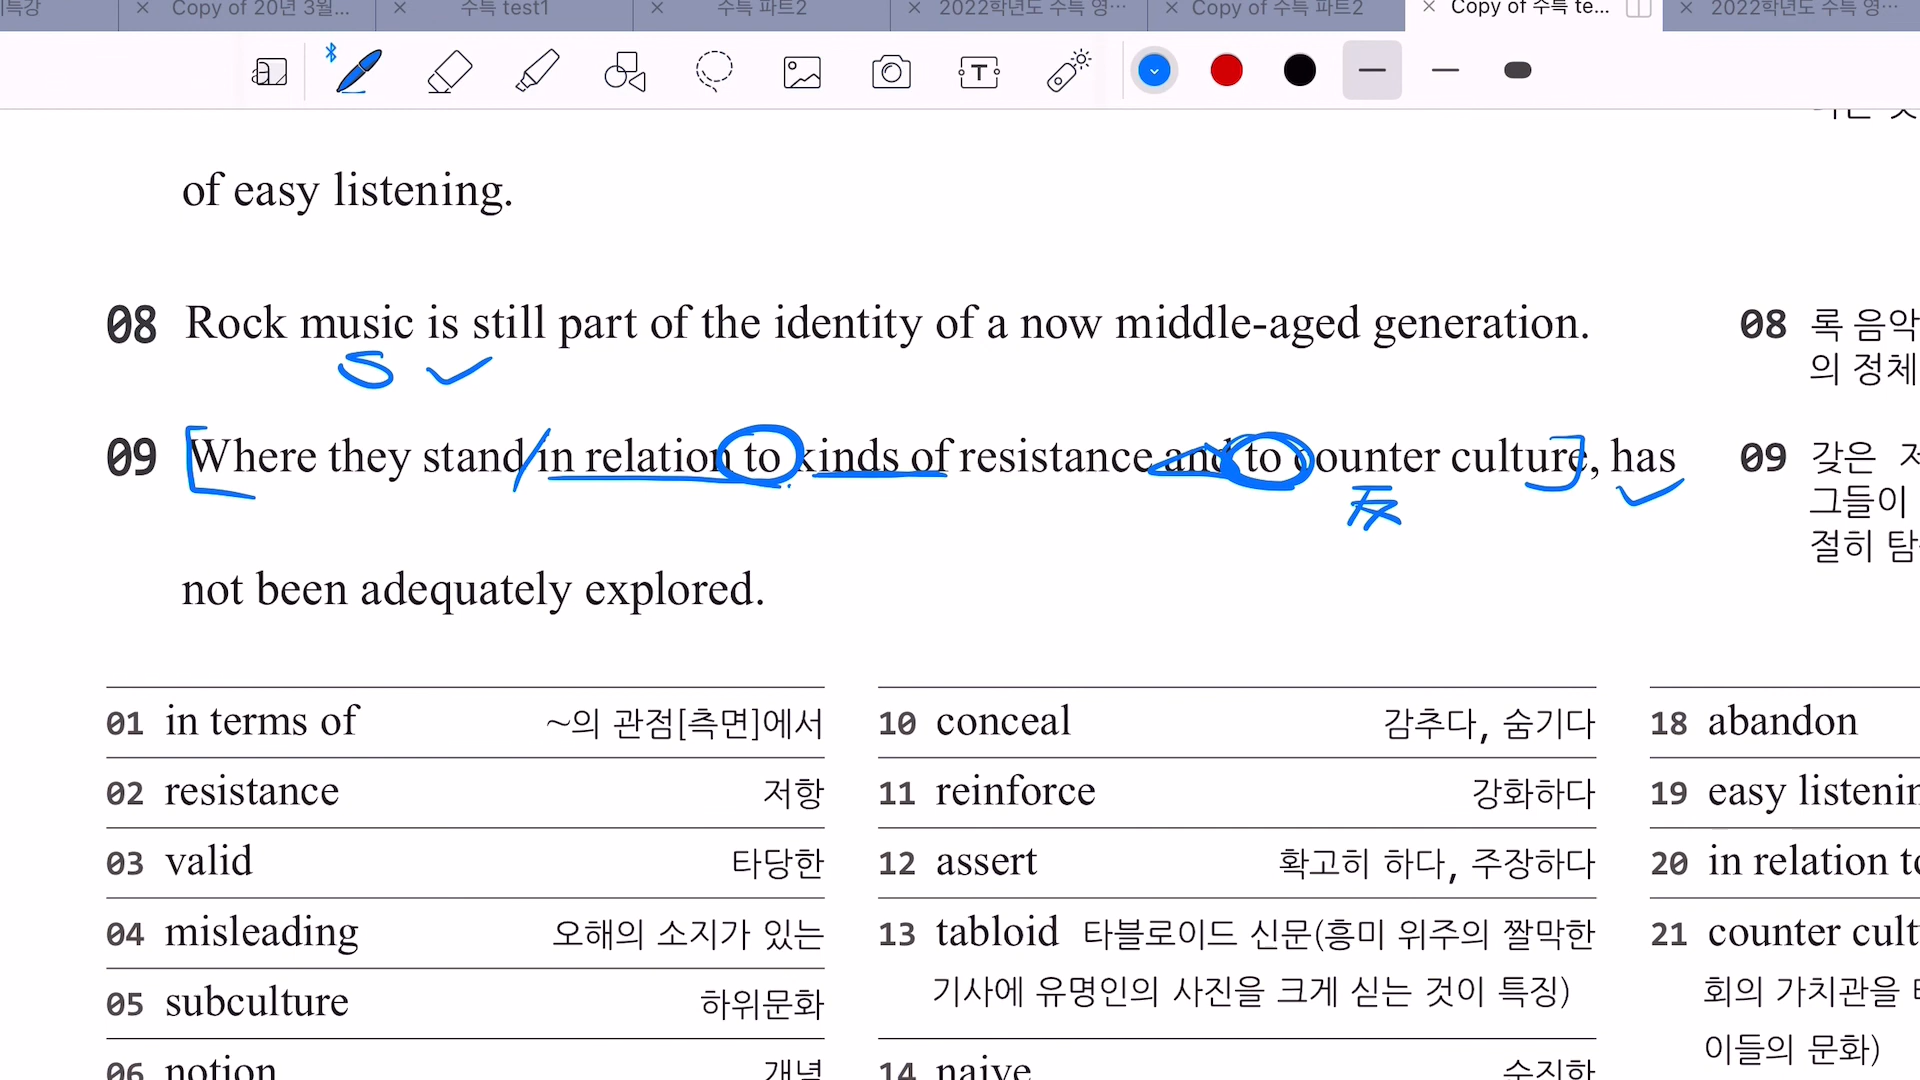 Copy of 20년 3월...
수특 test1
수특 파트2
2022학년도 수특 영...
Copy of 수특 파트2
Copy of 수특 te...
2022학년도 수특 영...
of easy listening.
08 Rock music is still part of the identity of a now middle-aged generation.
S
09 Where they stand in relation to kinds of resistance and to counter culture, has
反
not been adequately explored.
08 록 음악
의 정체
09 갖은
그들이
절히
01 in terms of ~의 관점[측면]에서
02 resistance 저항
03 valid 타당한
04 misleading 오해의 소지가 있는
05 subculture 하위문화
06 notion 개념
10 conceal 감추다, 숨기다
11 reinforce 강화하다
12 assert 확고히 하다, 주장하다
13 tabloid 타블로이드 신문(흥미 위주의 짤막한
기사에 유명인의 사진을 크게 싣는 것이 특징)
14 naive 순진한
18 abandon
19 easy listenin
20 in relation to
21 counter cult
회의 가치관을
이들의 문화)